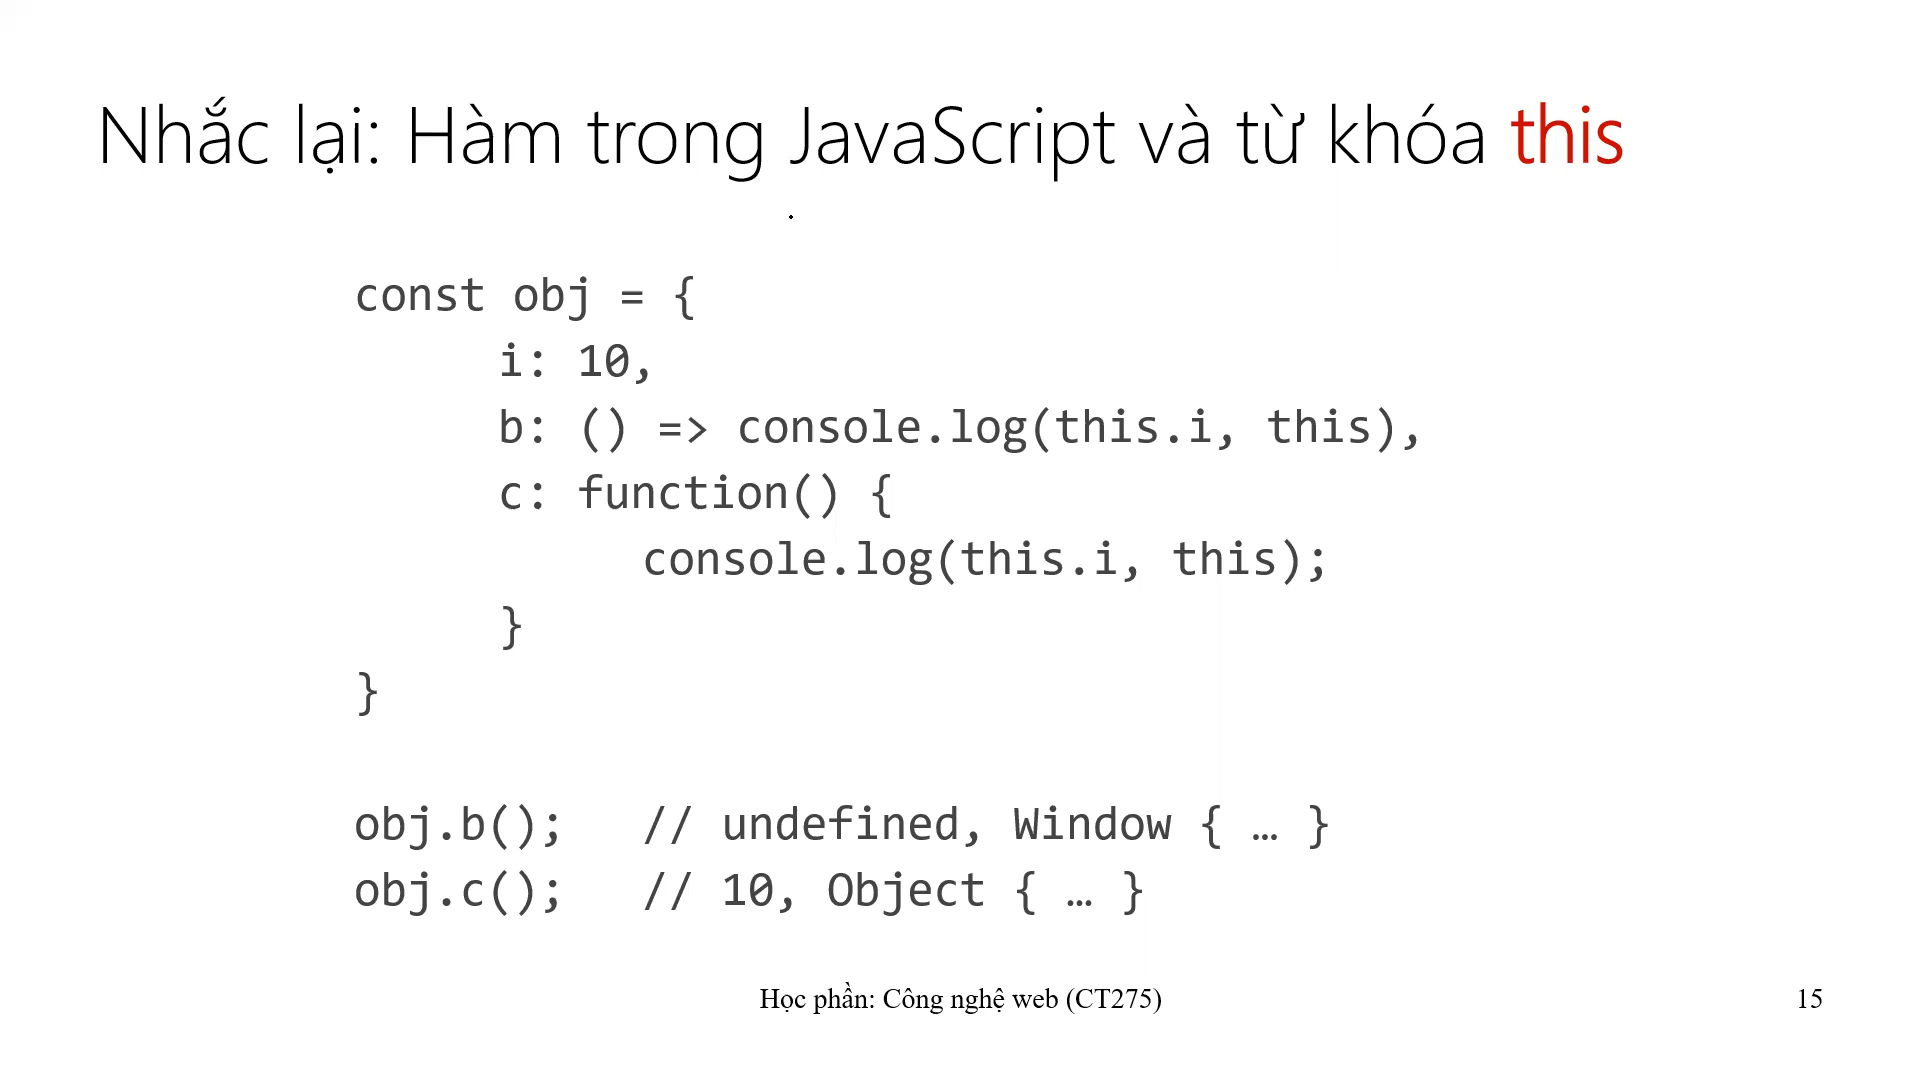 Nhắc lại: Hàm trong JavaScript và từ khóa this
const obj = {
i: 10,
b: () => console.log(this.i, this),
c: function() {
console.log(this.i, this);
}
}
obj.b(); // undefined, Window { … }
obj.c(); // 10, Object { … }
Học phần: Công nghệ web (CT275)
15